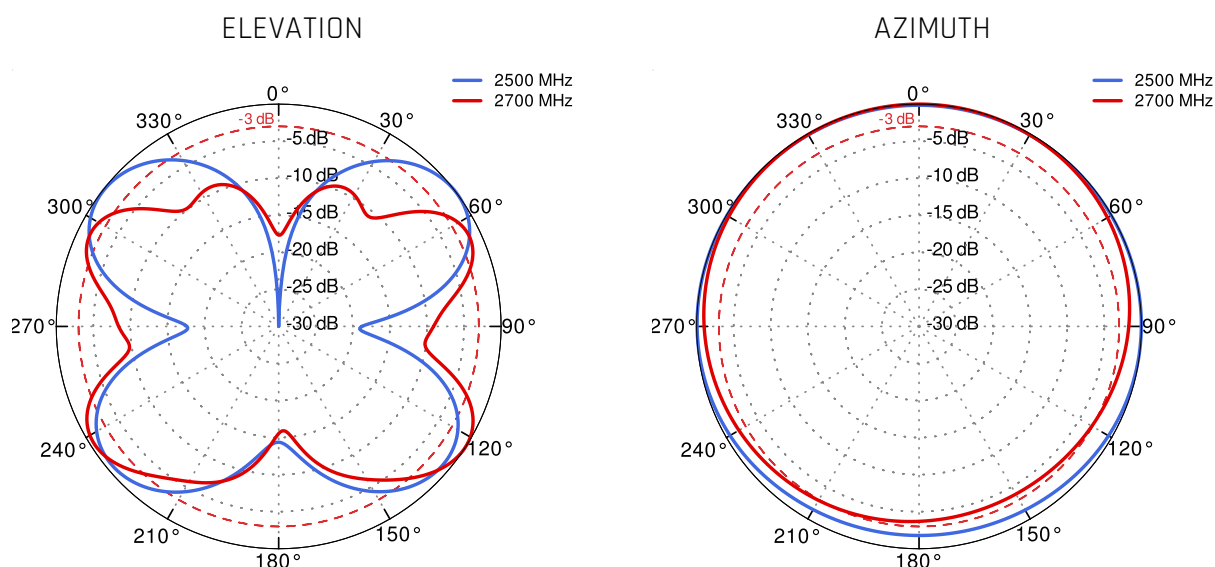 ELEVATION
2500 MHz
2700 MHz
0°
-3 dB
330°
30°
-5 dB
-10 dB
300°
-15 dB
60°
-20 dB
-25 dB
270°
-30 dB
90°
240°
120°
210°
150°
180°
AZIMUTH
2500 MHz
2700 MHz
0°
-3 dB
330°
30°
-5 dB
-10 dB
300°
-15 dB
60°
-20 dB
-25 dB
270°
-30 dB
90°
240°
120°
210°
150°
180°